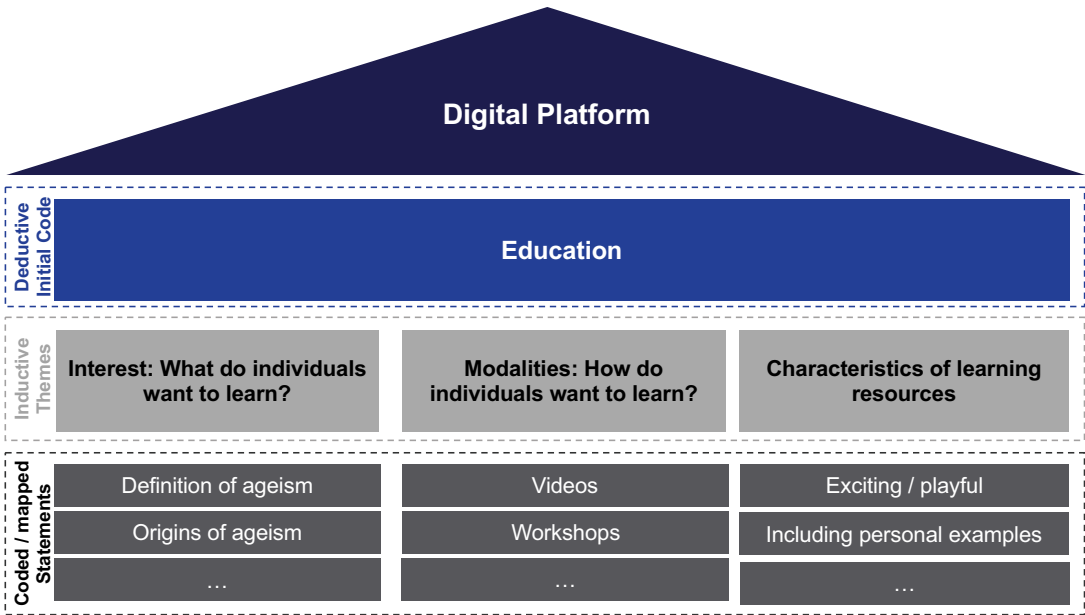 Digital Platform
Deductive
Initial Code
Education
Inductive
Themes
Interest: What do individuals
want to learn?
Modalities: How do
individuals want to learn?
Characteristics of learning
resources
Coded / mapped
Statements
Definition of ageism
Videos
Exciting / playful
Origins of ageism
Workshops
Including personal examples
…
…
…